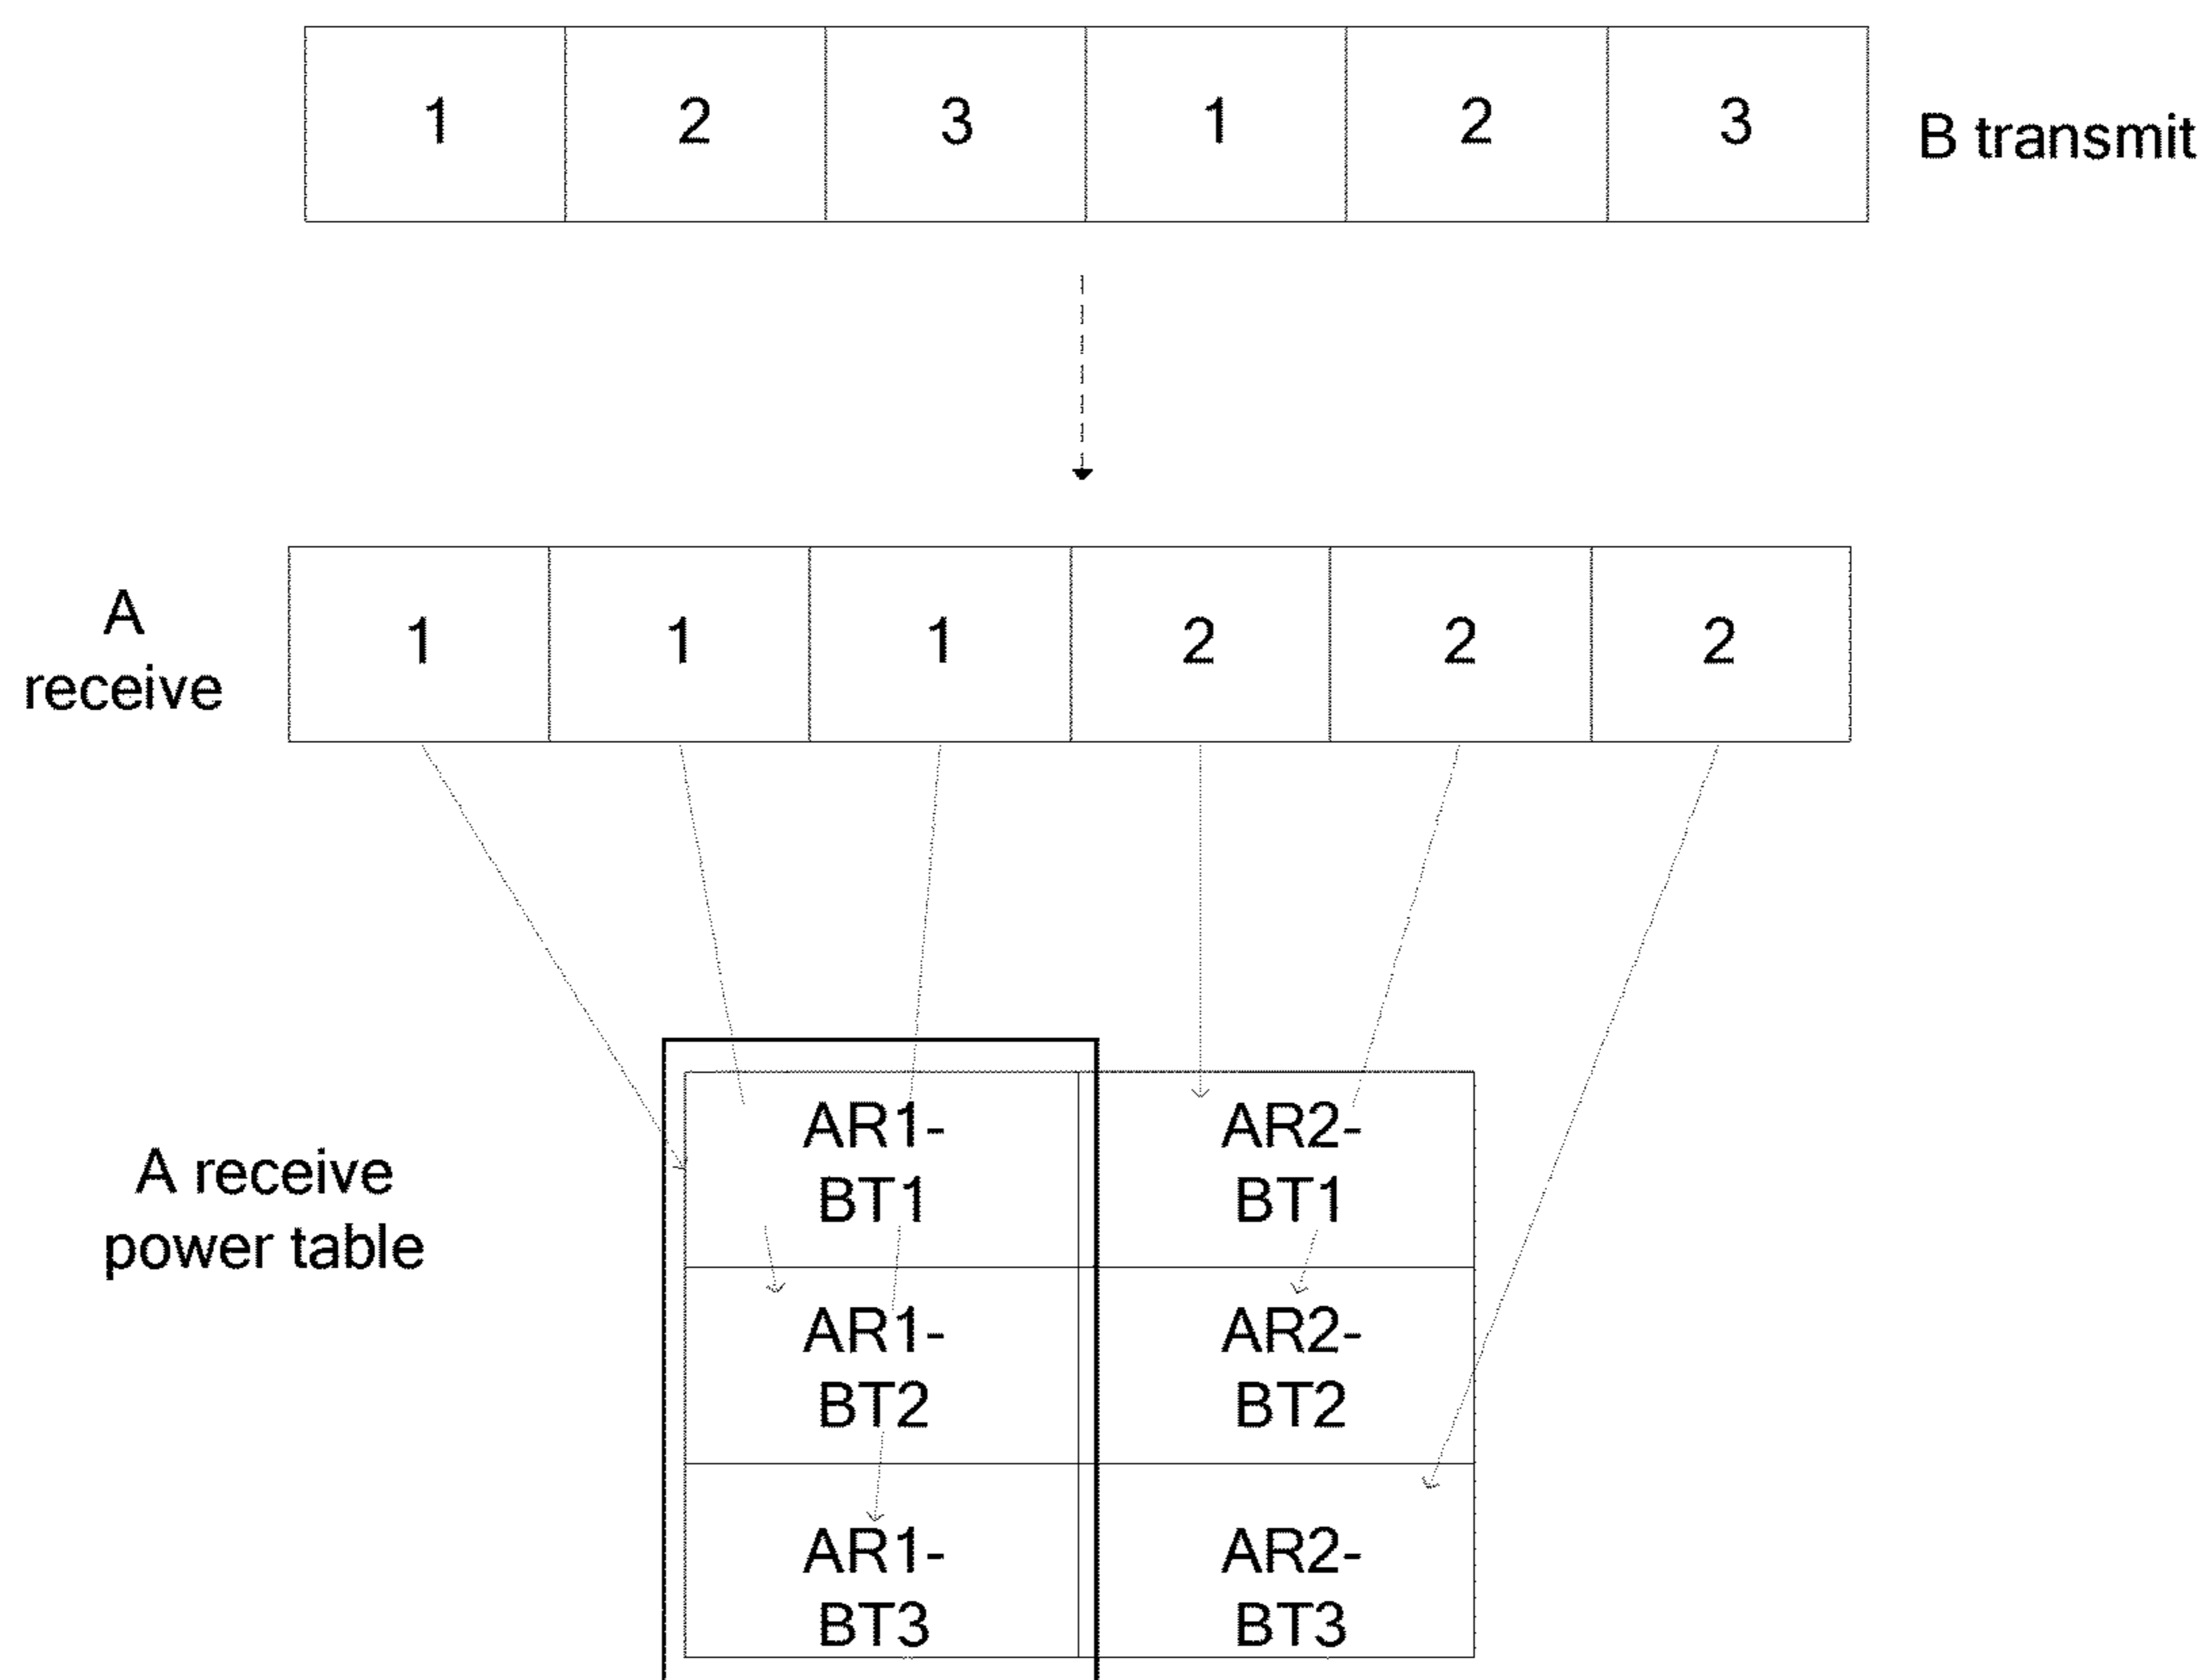 1 2 3 1 2 3
B transmit
A
receive
1 1 1 2 2 2
A receive
power table
AR1-
BT1
AR2-
BT1
AR1-
BT2
AR2-
BT2
AR1-
BT3
AR2-
BT3